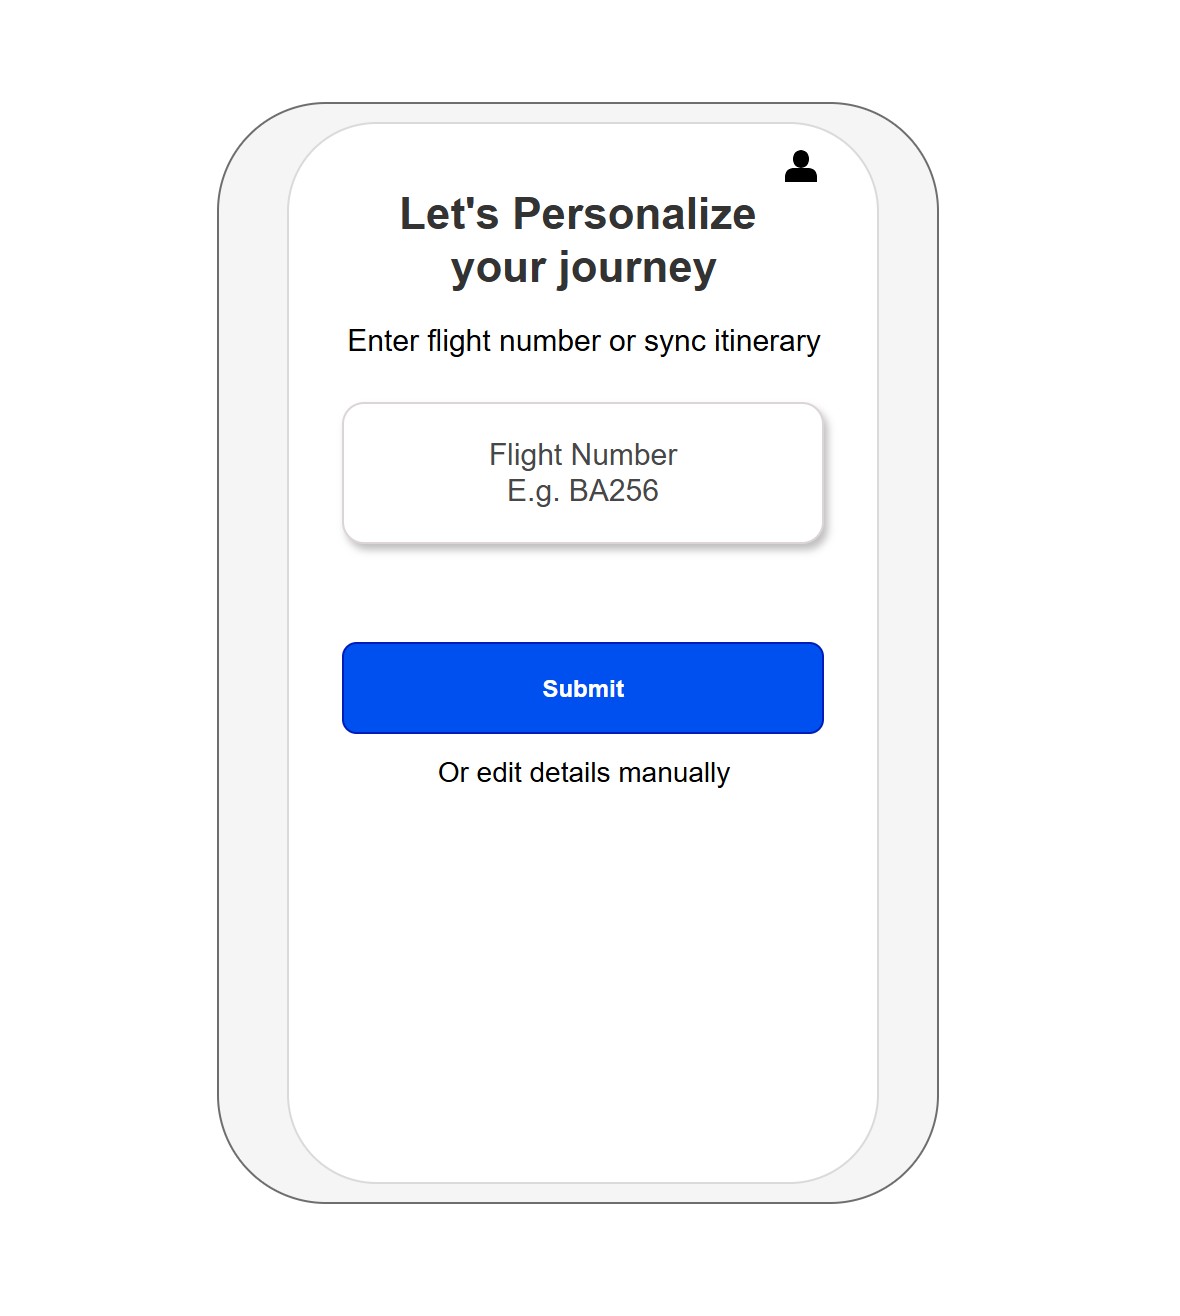 Let's Personalize
your journey
Enter flight number or sync itinerary
Flight Number
E.g. BA256
Submit
Or edit details manually